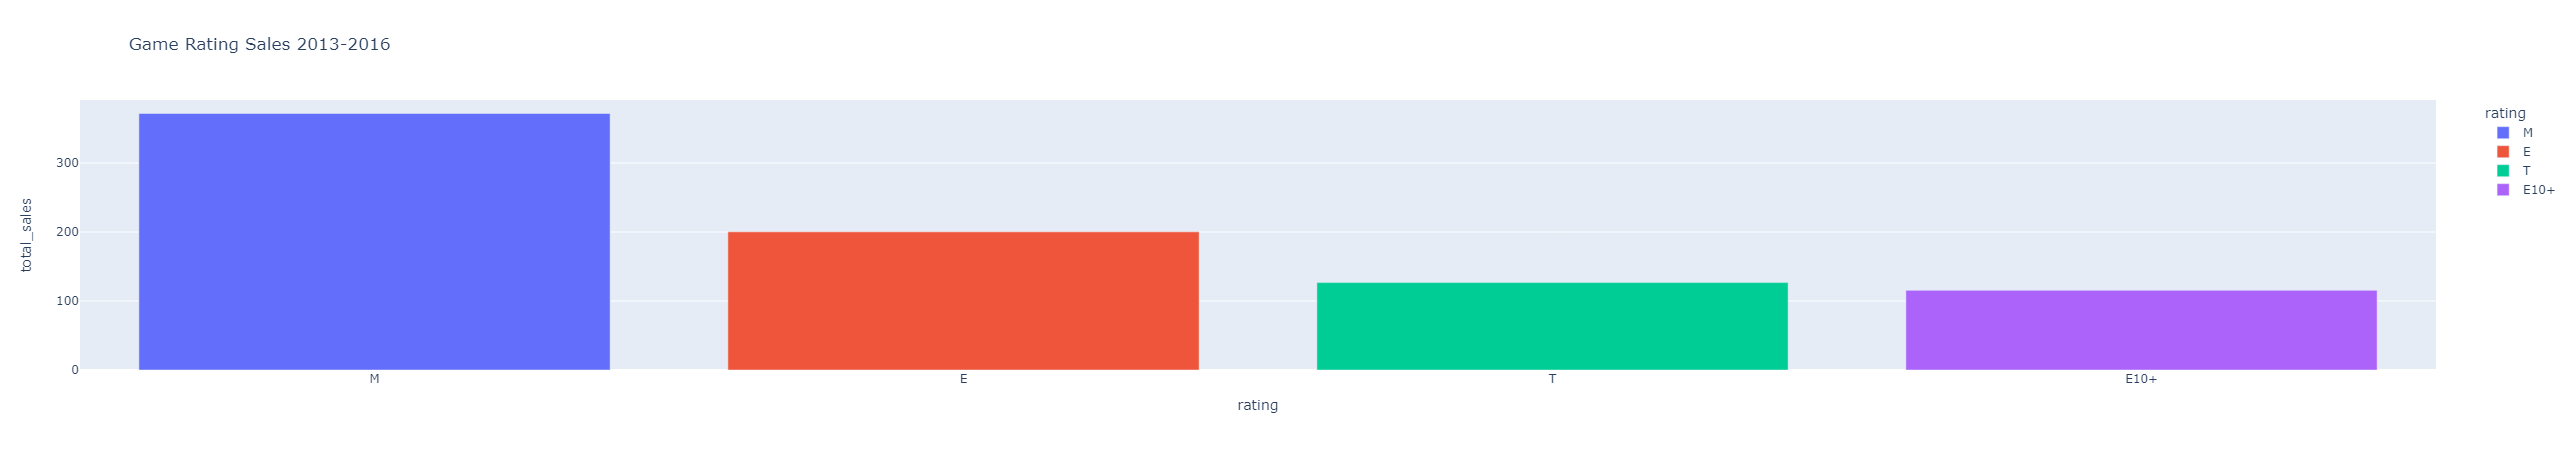 Game Rating Sales 2013-2016
total_sales
300
200
100
0
M
E
T
E10+
rating
rating
M
E
T
E10+